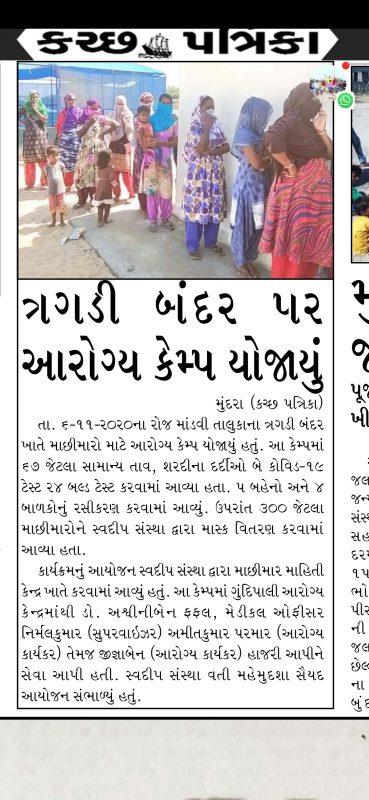 કચ્છ પત્રિકા
ત્રગડી બંદર પર
આરોગ્ય કેમ્પ યોજાયું
મુંદરા (કચ્છ પત્રિકા)
તા. ૬-૧૧-૨૦૨૦ના રોજ માંડવી તાલુકાના ત્રગડી બંદર
ખાતે માછીમારો માટે આરોગ્ય કેમ્પ યોજાયું હતું. આ કેમ્પમાં
૬૭ જેટલા સામાન્ય તાવ, શરદીના દર્દીઓ બે કોવિડ-૧૯
ટેસ્ટ ૨૪ બ્લડ ટેસ્ટ કરવામાં આવ્યા હતા. ૫ બહેનો અને ૪
બાળકોનું રસીકરણ કરવામાં આવ્યું. ઉપરાંત ૩૦૦ જેટલા
માછીમારોને સ્વદીપ સંસ્થા દ્વારા માસ્ક વિતરણ કરવામાં
આવ્યા હતા.
કાર્યક્રમનું આયોજન સ્વદીપ સંસ્થા દ્વારા માછીમાર માહિતી
કેન્દ્ર ખાતે કરવામાં આવ્યું હતું. આ કેમ્પમાં ગુંદિપાલી આરોગ્ય
કેન્દ્રમાંથી ડો. અશ્વીનીબેન ફફલ, મેડીકલ ઓફીસર
નિર્મલકુમાર (સુપરવાઇઝર) અમીતકુમાર પરમાર (આરોગ્ય
કાર્યકર) તેમજ જીજ્ઞાબેન (આરોગ્ય કાર્યકર) હાજરી આપીને
સેવા આપી હતી. સ્વદીપ સંસ્થા વતી મહેમુદશા સૈયદ
આયોજન સંભાળ્યું હતું.